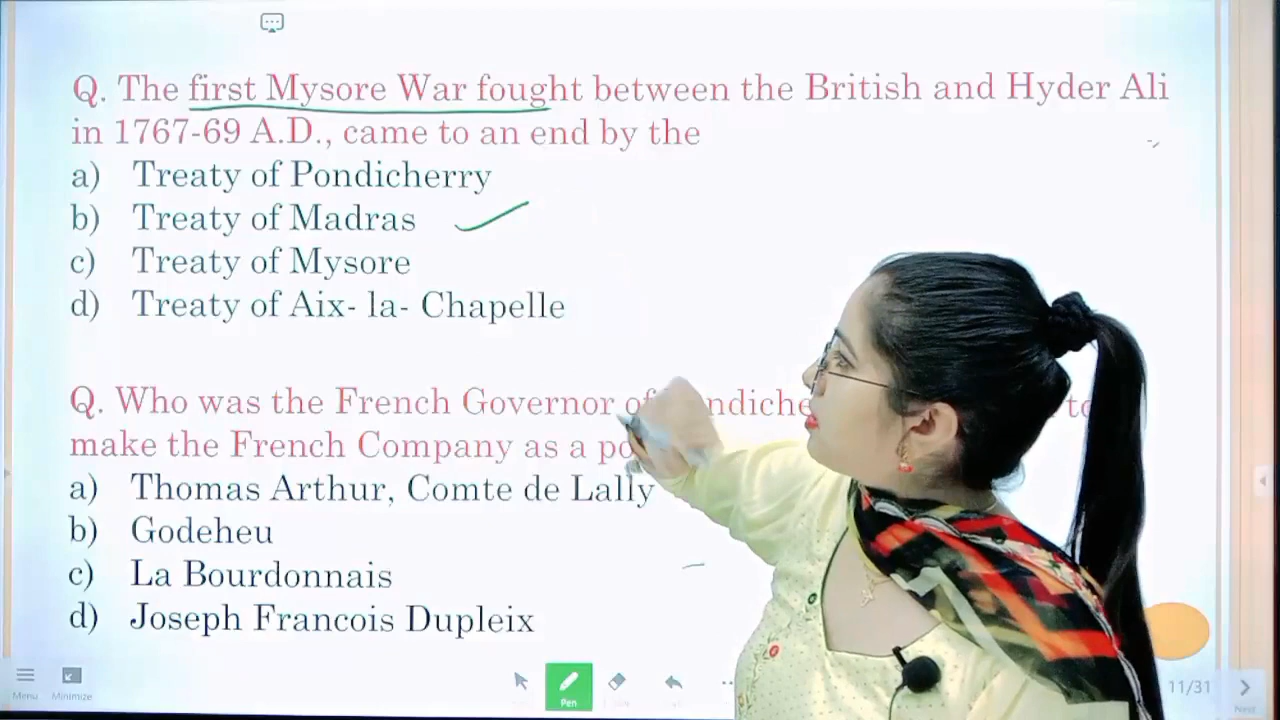 Q. The first Mysore War fought between the British and Hyder Ali
in 1767-69 A.D., came to an end by the
a) Treaty of Pondicherry
b) Treaty of Madras
c) Treaty of Mysore
d) Treaty of Aix- la- Chapelle
Q. Who was the French Governor of to
make the French Company as a
a) Thomas Arthur, Comte de Lally
b) Godeheu
c) La Bourdonnais
d) Joseph Francois Dupleix
Menu Minimize Pen 11/31 Next